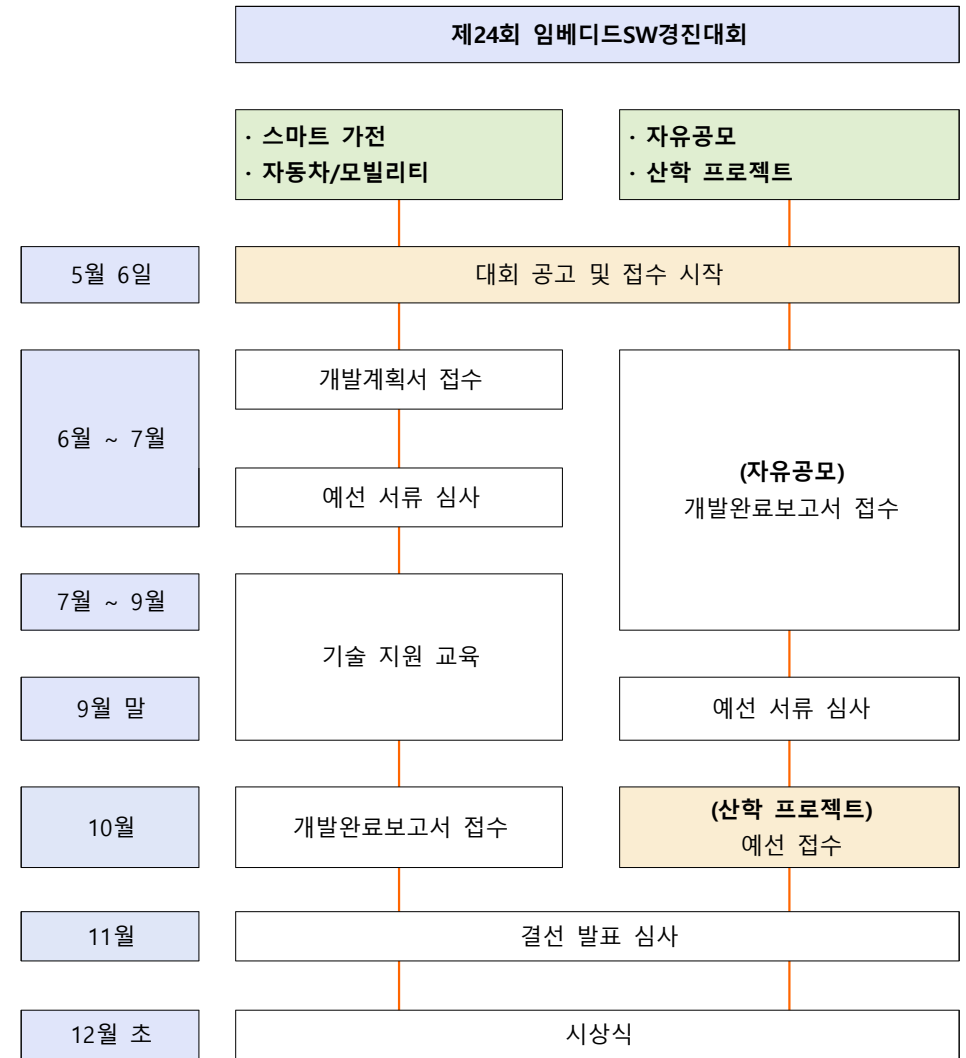 제24회 임베디드SW경진대회
· 스마트 가전
· 자동차/모빌리티
· 자유공모
· 산학 프로젝트
5월 6일
대회 공고 및 접수 시작
6월 ~ 7월
개발계획서 접수
예선 서류 심사
(자유공모)
개발완료보고서 접수
7월 ~ 9월
기술 지원 교육
9월 말
예선 서류 심사
10월
개발완료보고서 접수
(산학 프로젝트)
예선 접수
11월
결선 발표 심사
12월 초
시상식